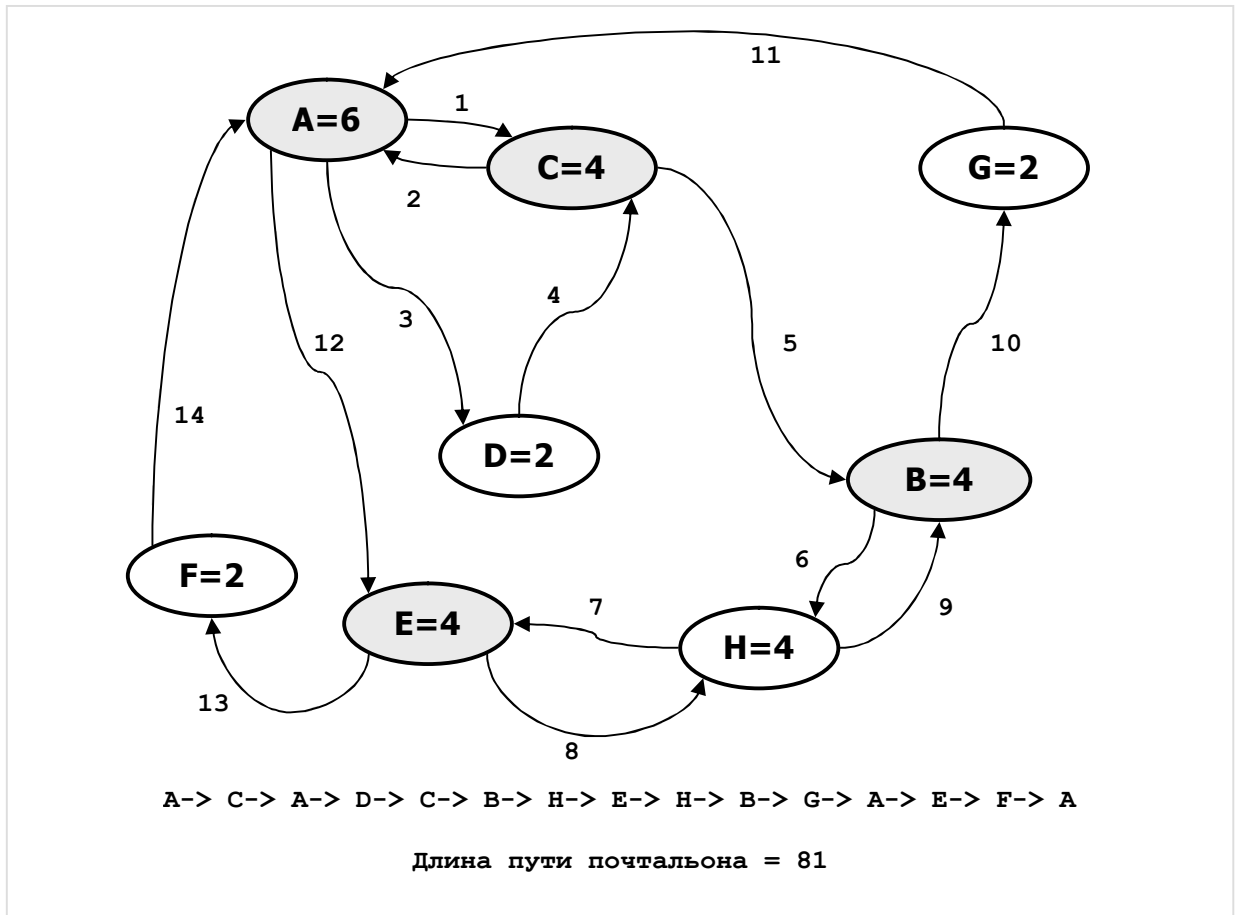 11
A=6
1
C=4
G=2
2
4
3
12
5
10
14
D=2
B=4
6
F=2
7
9
E=4
H=4
13
8
A-> C-> A-> D-> C-> B-> H-> E-> H-> B-> G-> A-> E-> F-> A
Длина пути почтальона = 81